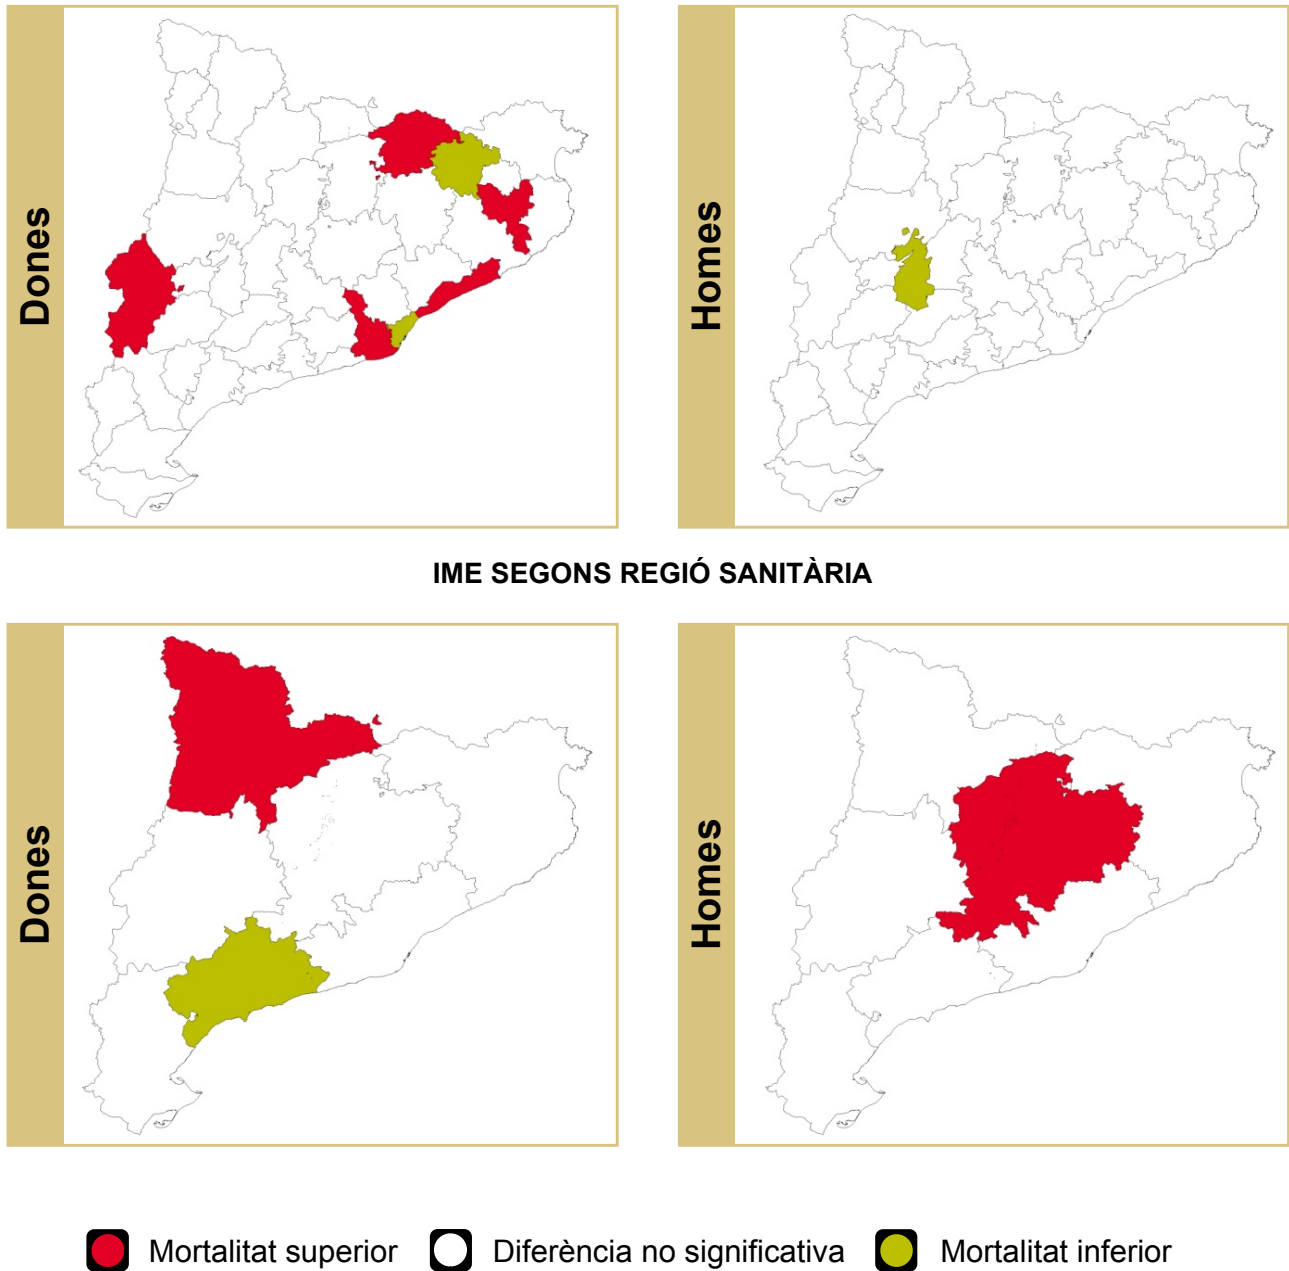 Dones
Homes
IME SEGONS REGIÓ SANITÀRIA
Dones
Homes
Mortalitat superior
Diferència no significativa
Mortalitat inferior